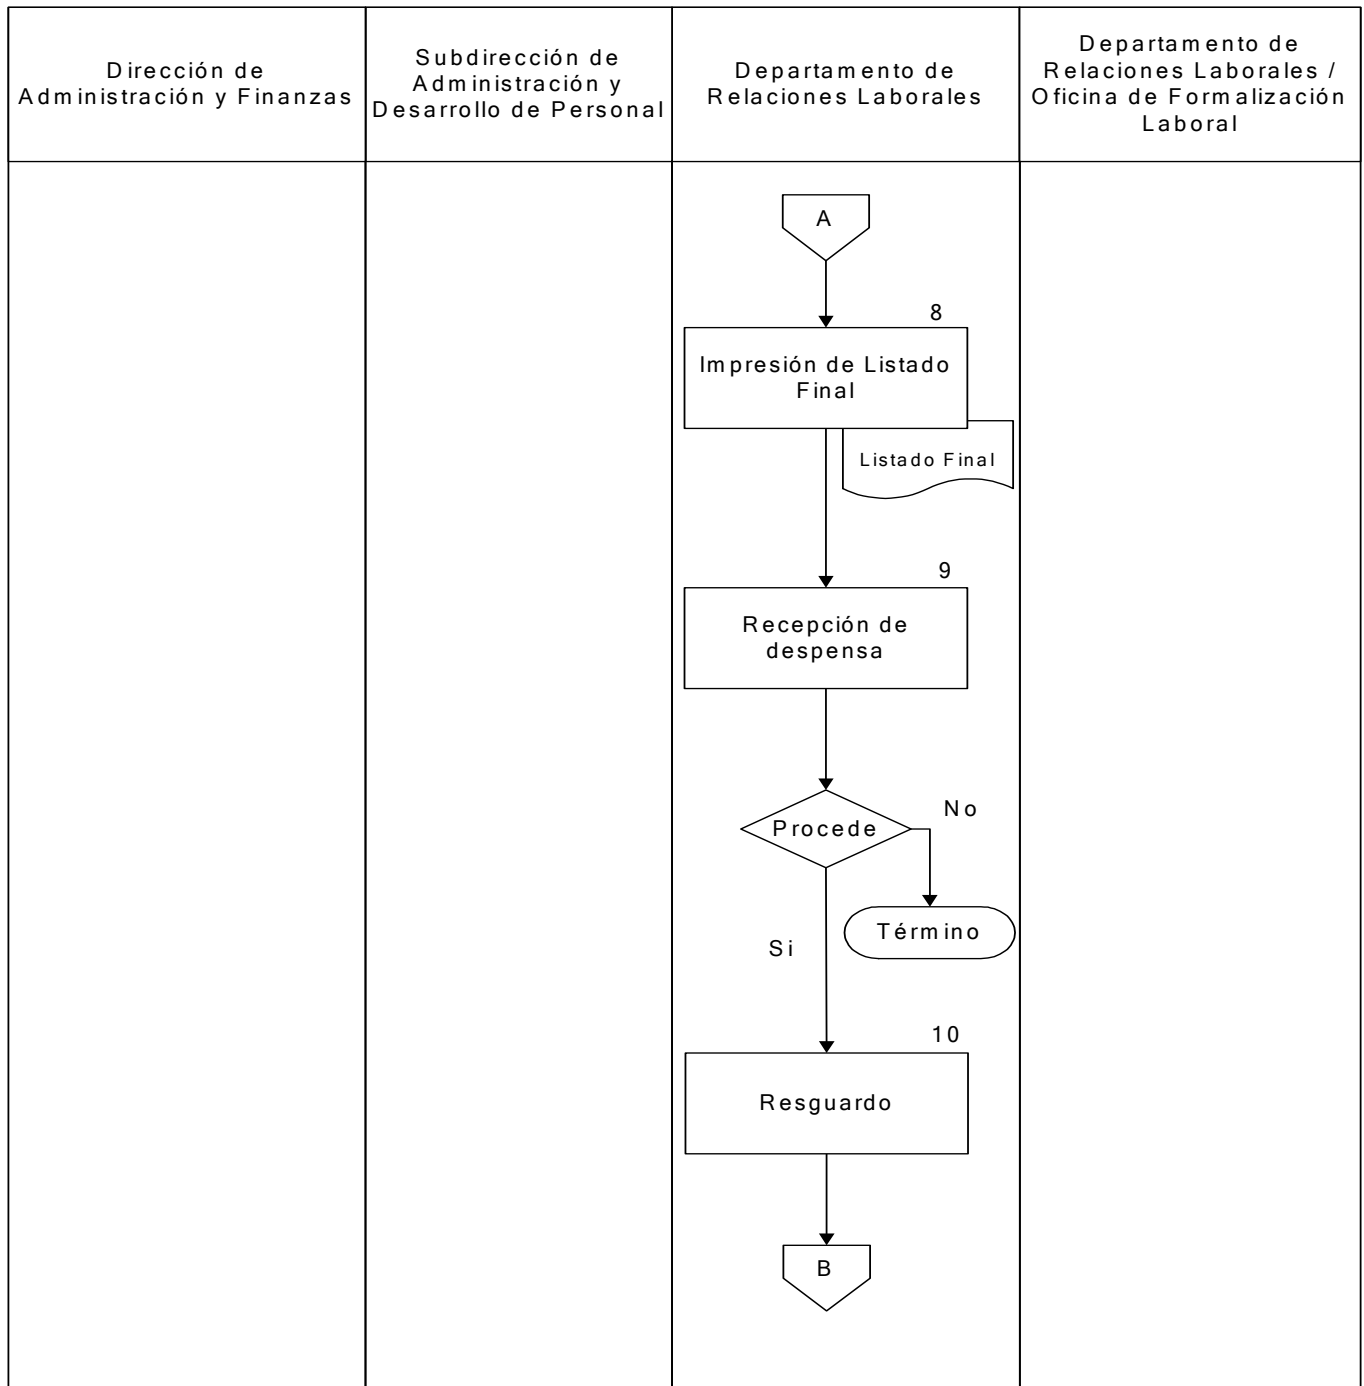 Dirección de
Administración y Finanzas
Subdirección de
Administración y
Desarrollo de Personal
Departamento de
Relaciones Laborales
Departamento de
Relaciones Laborales /
Oficina de Formalización
Laboral
A
8
Impresión de Listado
Final
Listado Final
9
Recepción de
despensa
Procede
No
Término
Si
10
Resguardo
B